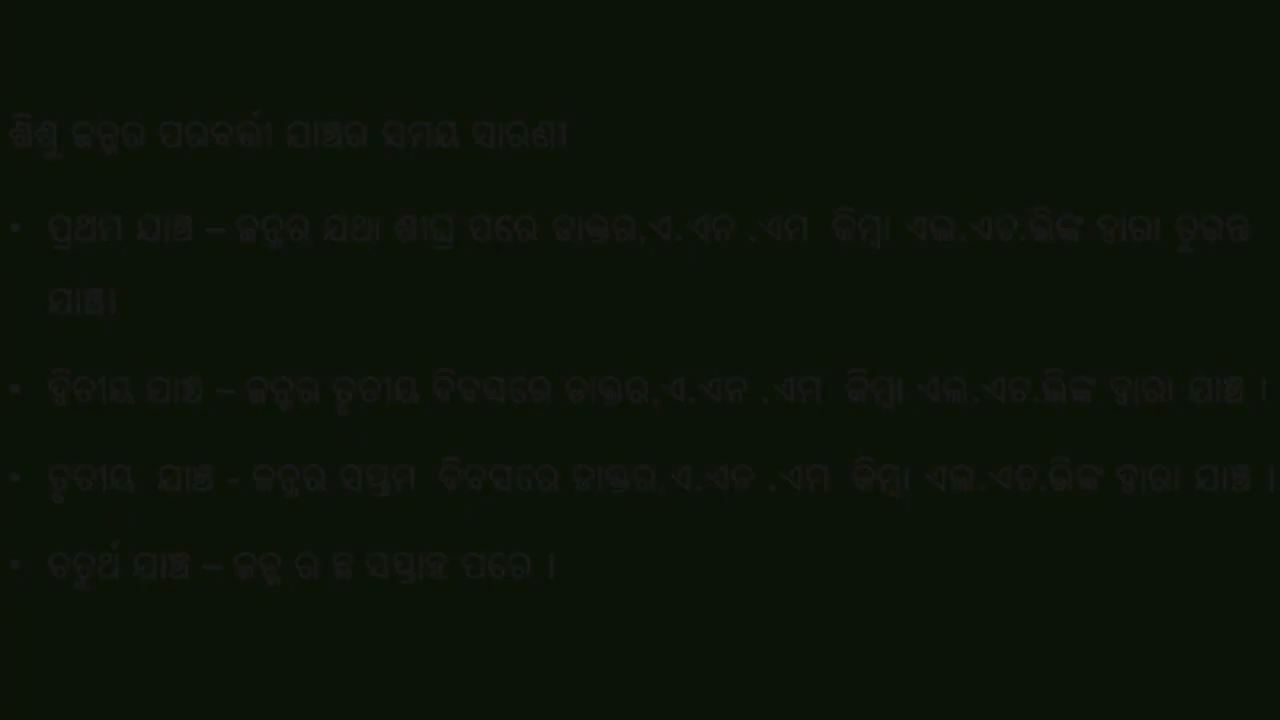 ଶିଶୁ ଜନ୍ମର ପରବର୍ତ୍ତୀ ଯାଞ୍ଚର ସମୟ ସାରଣୀ
• ପ୍ରଥମ ଯାଞ୍ଚ – ଜନ୍ମର ଯଥା ଶୀଘ୍ର ପରେ ଡାକ୍ତର,ଏ.ଏନ .ଏମ କିମ୍ବା ଏଲ.ଏଚ.ଭିଙ୍କ ଦ୍ୱାରା ତୁରନ୍ତ
ଯାଞ୍ଚ।
• ଦ୍ୱିତୀୟ ଯାଞ୍ଚ – ଜନ୍ମର ତୃତୀୟ ଦିବସରେ ଡାକ୍ତର,ଏ.ଏନ .ଏମ କିମ୍ବା ଏଲ.ଏଚ.ଭିଙ୍କ ଦ୍ୱାରା ଯାଞ୍ଚ ।
• ତୃତୀୟ ଯାଞ୍ଚ - ଜନ୍ମର ସପ୍ତମ ଦିବସରେ ଡାକ୍ତର,ଏ.ଏନ .ଏମ କିମ୍ବା ଏଲ.ଏଚ.ଭିଙ୍କ ଦ୍ୱାରା ଯାଞ୍ଚ ।
• ଚତୁର୍ଥ ଯାଞ୍ଚ – ଜନ୍ମ ର ଛ ସପ୍ତାହ ପରେ ।